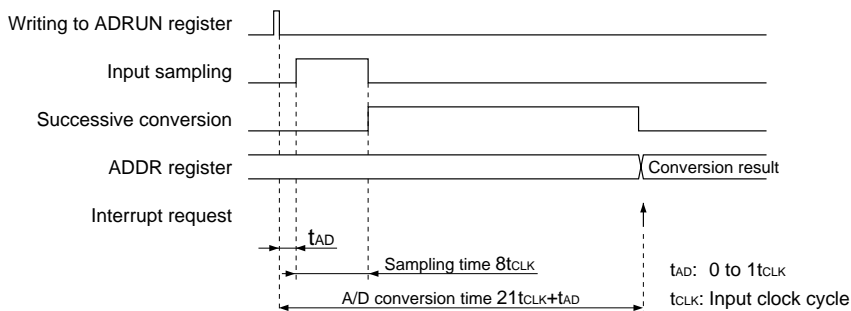 Writing to ADRUN register
Input sampling
Successive conversion
ADDR register
Conversion result
Interrupt request
tAD
Sampling time 8tCLK
tAD: 0 to 1tCLK
A/D conversion time 21tCLK+tAD
tCLK: Input clock cycle